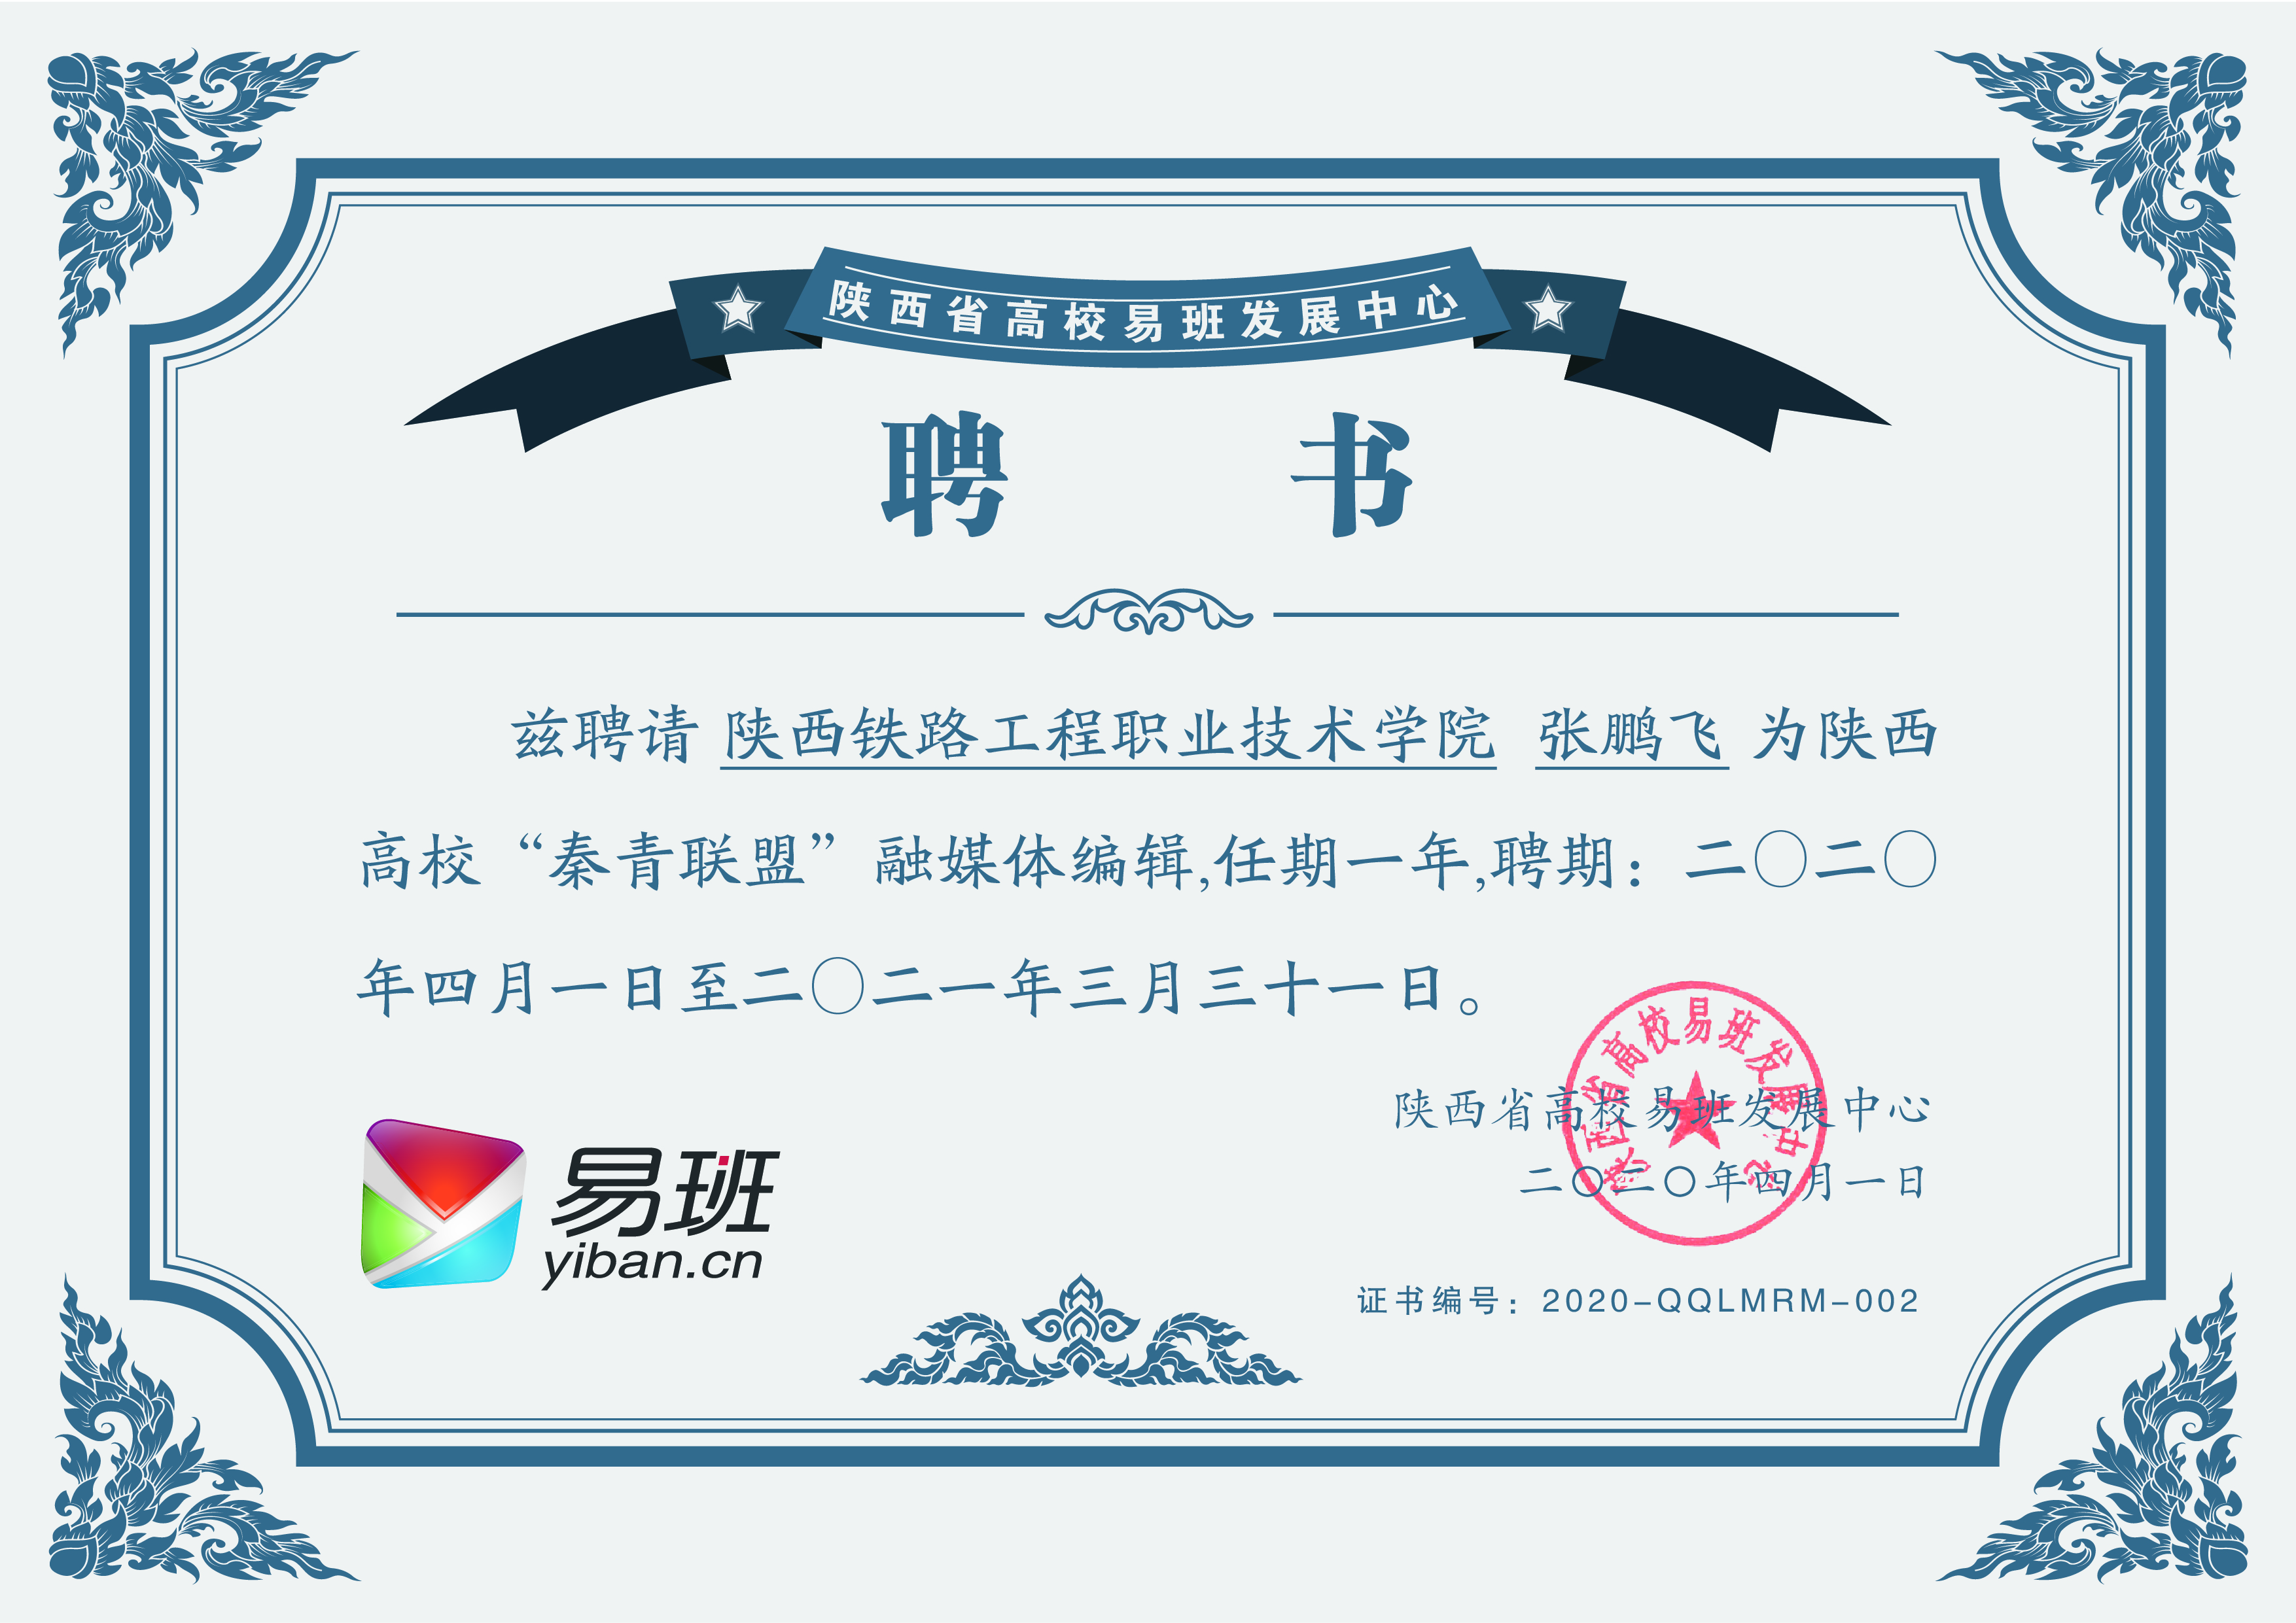 陕西省高校易班发展中心
聘 书
兹聘请 陕西铁路工程职业技术学院 张鹏飞 为陕西
高校“秦青联盟”融媒体编辑,任期一年,聘期：二〇二〇
年四月一日至二〇二一年三月三十一日。
陕西省高校易班发展中心
陕西省高校易班发展中心
二〇二〇年四月一日
易班
yiban.cn
证书编号：2020-QQLMRM-002